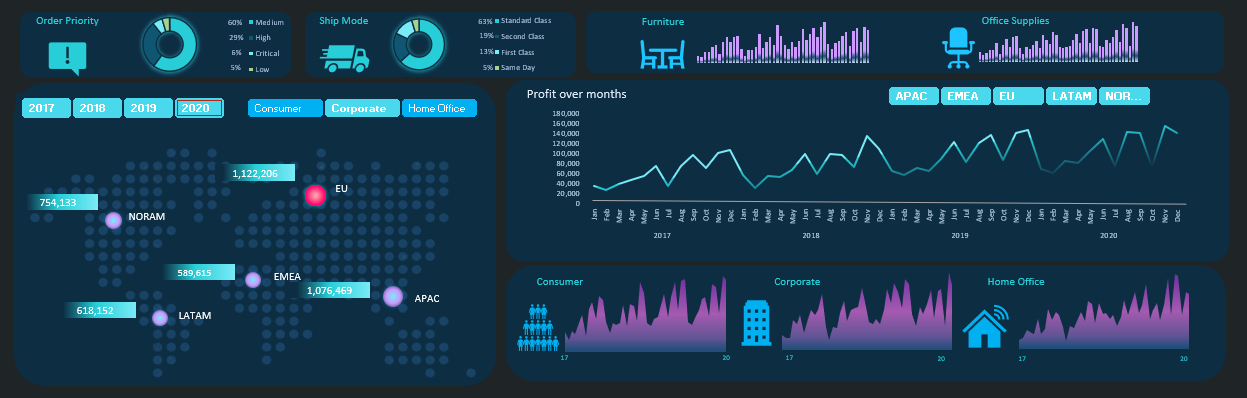 Order Priority
60% Medium
29% High
6% Critical
5% Low
Ship Mode
63% Standard Class
19% Second Class
13% First Class
5% Same Day
Furniture
Office Supplies
2017 2018 2019 2020
Consumer Corporate Home Office
1,122,206
EU
754,133
NORAM
589,615
EMEA
1,076,469
APAC
618,152
LATAM
Profit over months
APAC EMEA EU LATAM NOR...
180,000
160,000
140,000
120,000
100,000
80,000
60,000
40,000
20,000
0
Jan Feb Mar Apr May Jun Jul Aug Sep Oct Nov Dec Jan Feb Mar Apr May Jun Jul Aug Sep Oct Nov Dec Jan Feb Mar Apr May Jun Jul Aug Sep Oct Nov Dec Jan Feb Mar Apr May Jun Jul Aug Sep Oct Nov Dec
2017 2018 2019 2020
Consumer
17 20
Corporate
17 20
Home Office
17 20